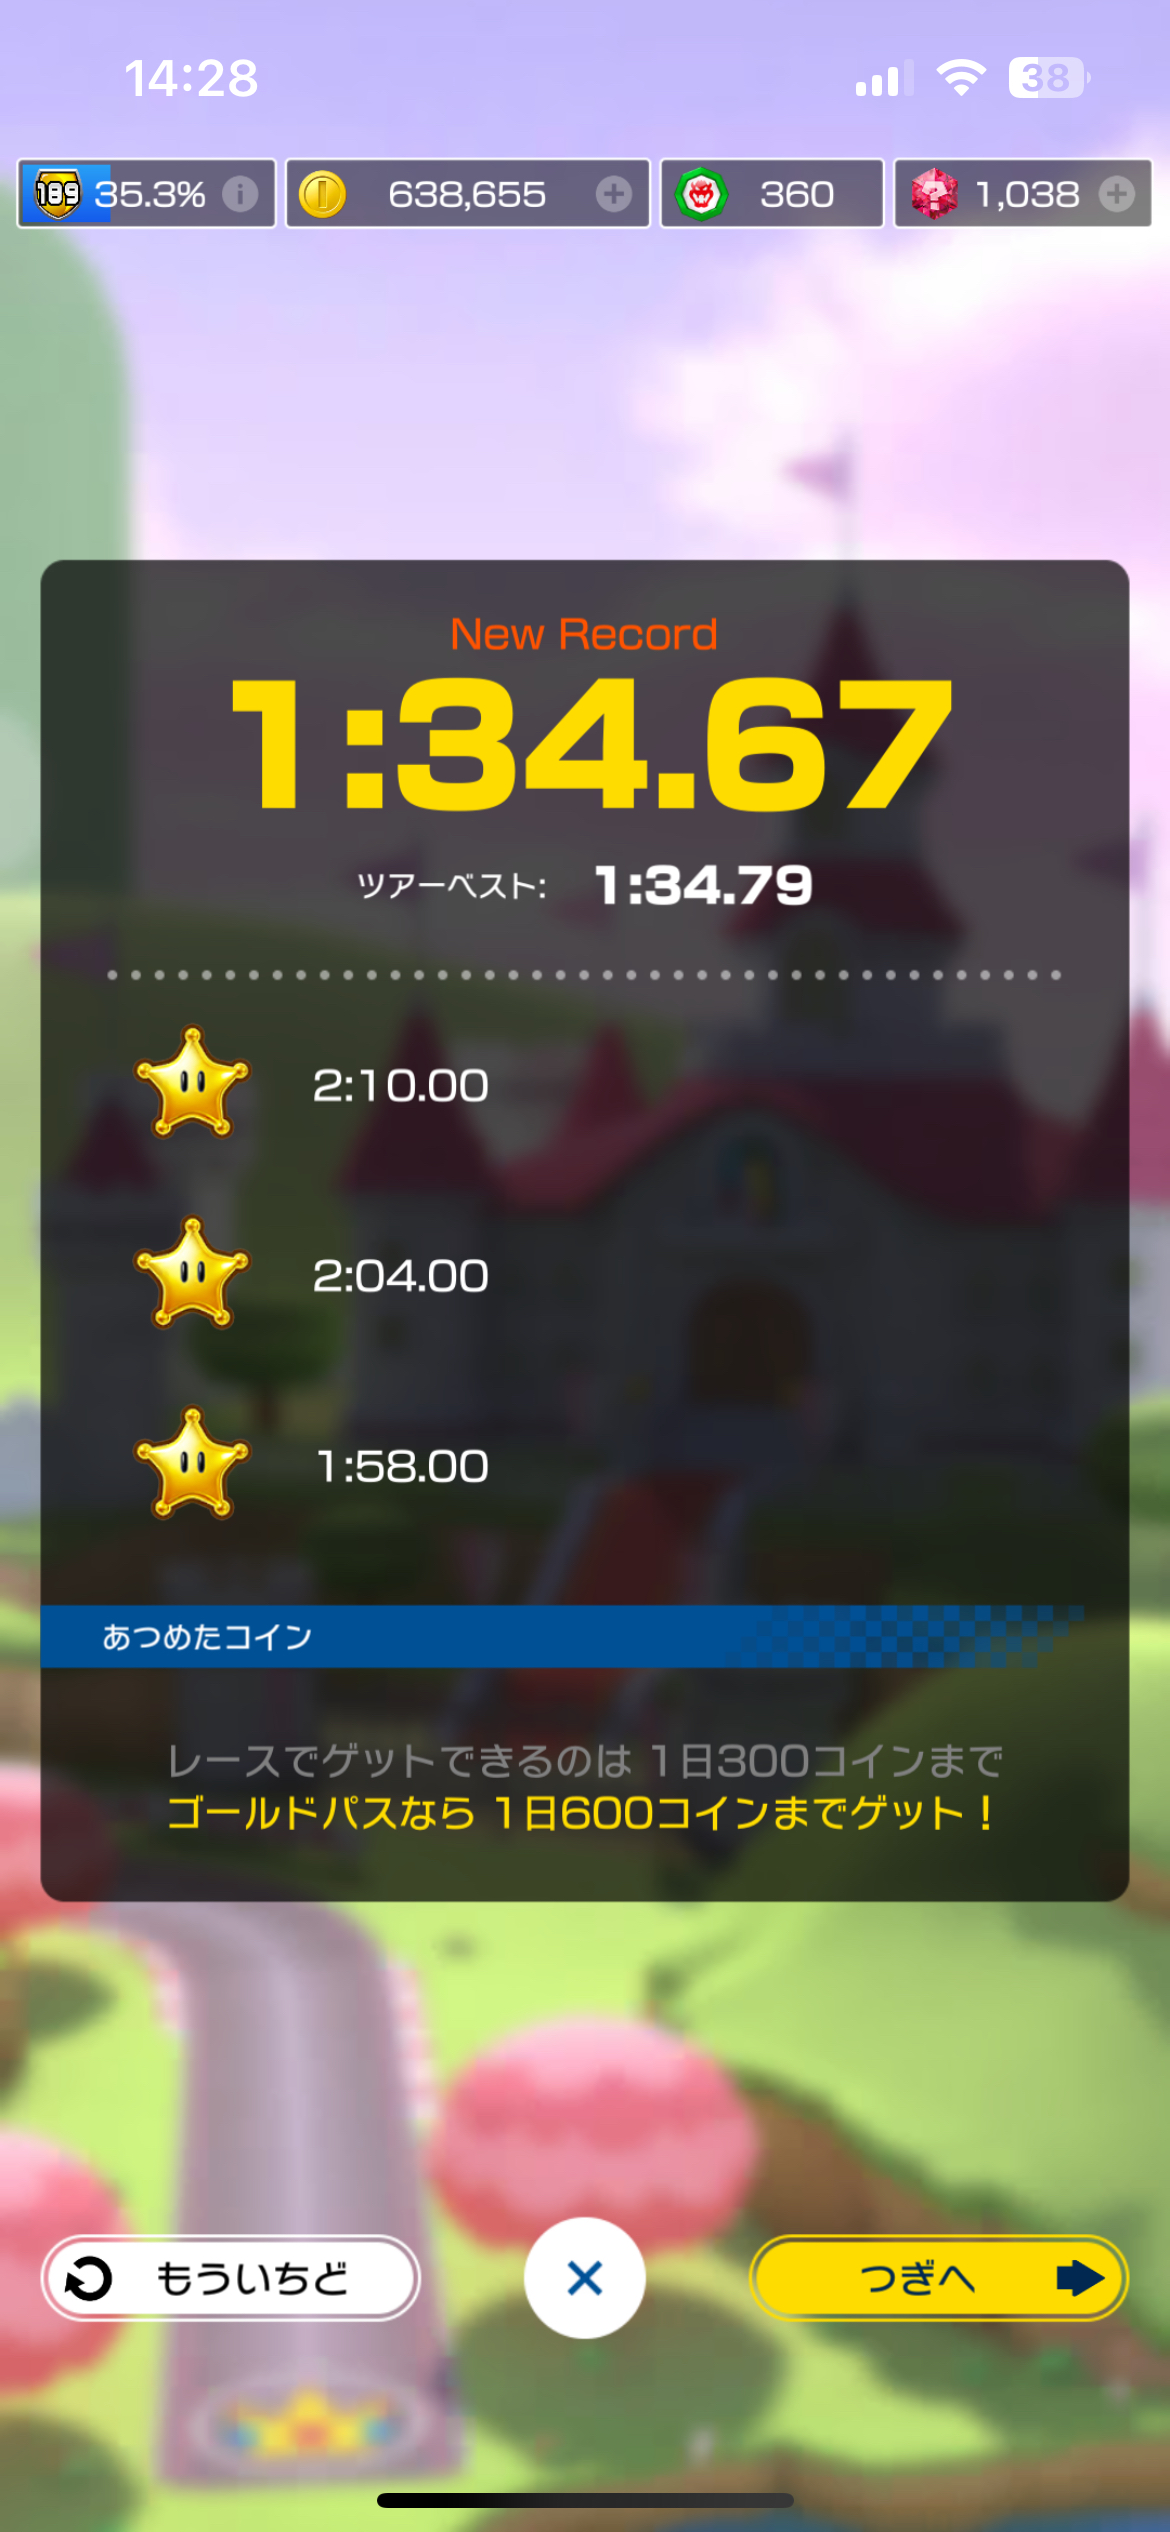 14:28
38
189 35.3% i
638,655 +
360
1,038 +
New Record
1:34.67
ツアーベスト: 1:34.79
2:10.00
2:04.00
1:58.00
あつめたコイン
レースでゲットできるのは 1日300コインまで
ゴールドパスなら 1日600コインまでゲット！
もういちど
×
つぎへ